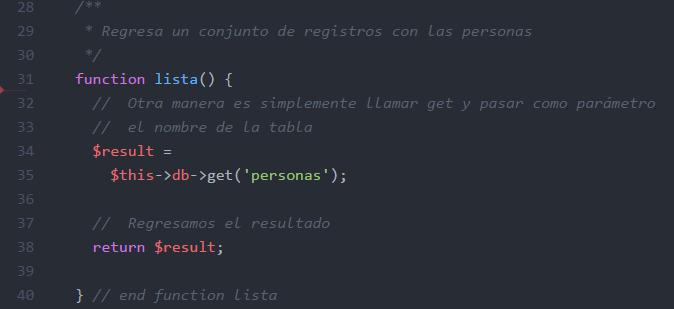 28 /**
29 * Regresa un conjunto de registros con las personas
30 */
31 function lista() {
32 // Otra manera es simplemente llamar get y pasar como parámetro
33 // el nombre de la tabla
34 $result =
35 $this->db->get('personas');
36
37 // Regresamos el resultado
38 return $result;
39
40 } // end function lista